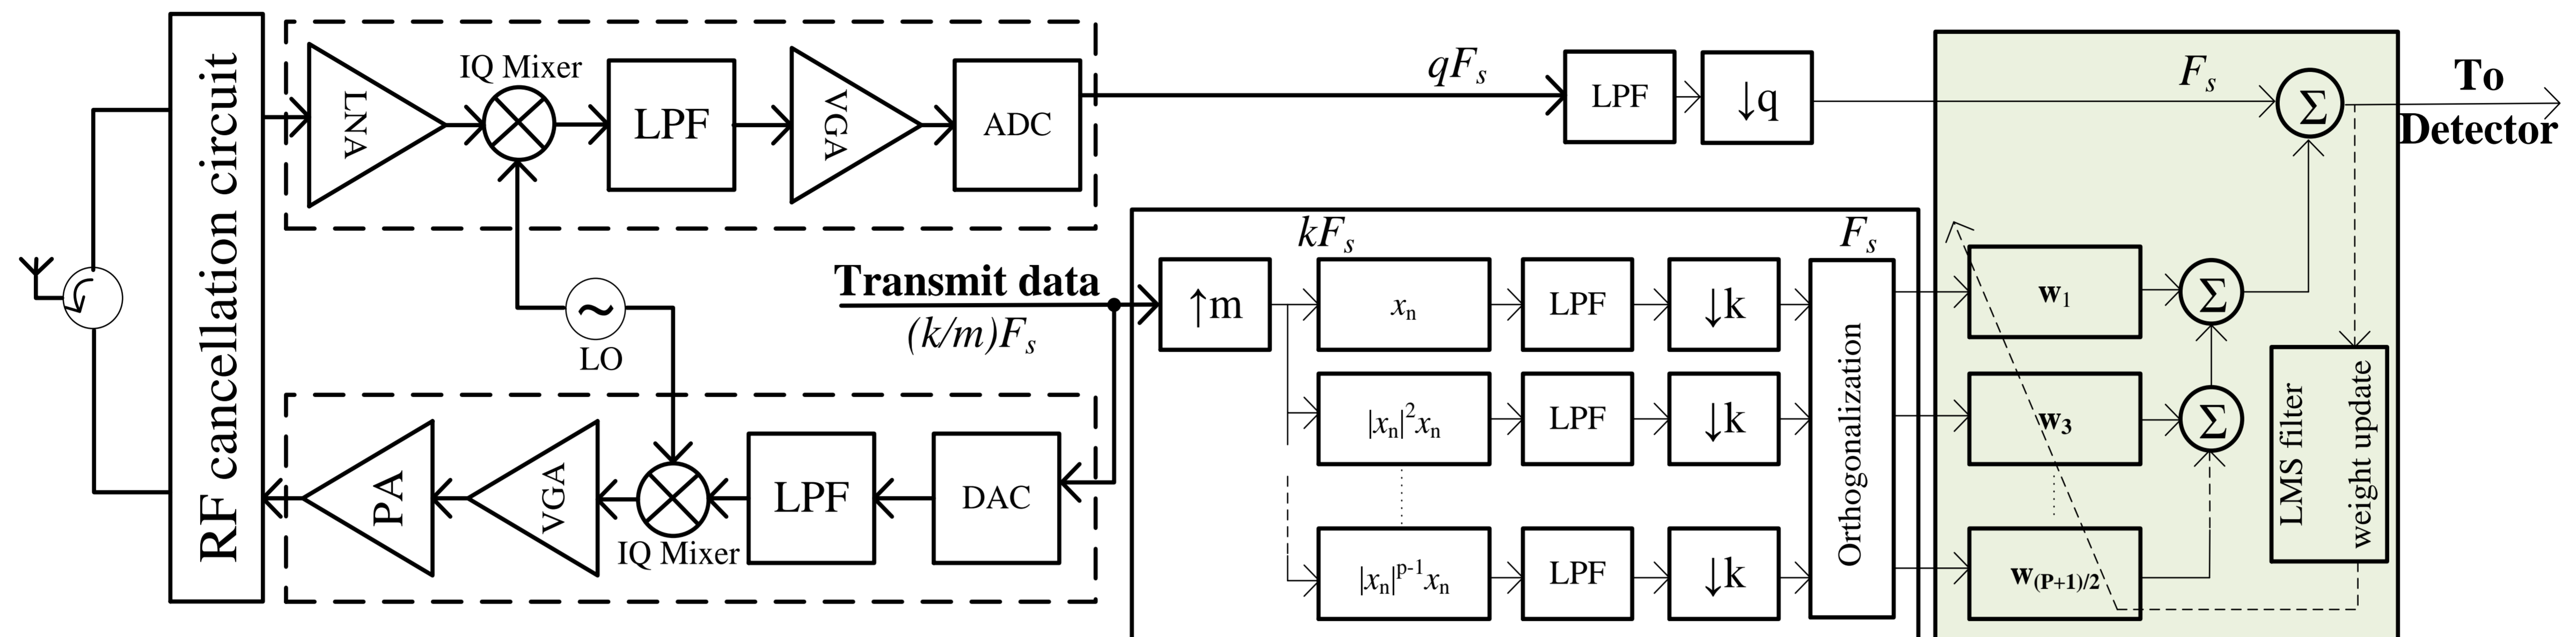 RF cancellation circuit
LNA
IQ Mixer
LPF
VGA
ADC
qFₛ
LPF
↓q
Fₛ
Σ
To
Detector
~
LO
Transmit data
(k/m)Fₛ
kFₛ
Fₛ
↑m
xₙ
LPF
↓k
|xₙ|²xₙ
LPF
↓k
|xₙ|ᵖ⁻¹xₙ
LPF
↓k
Orthogonalization
w₁
Σ
w₃
Σ
w₍P₊₁₎/₂
LMS filter
weight update
PA
VGA
IQ Mixer
LPF
DAC